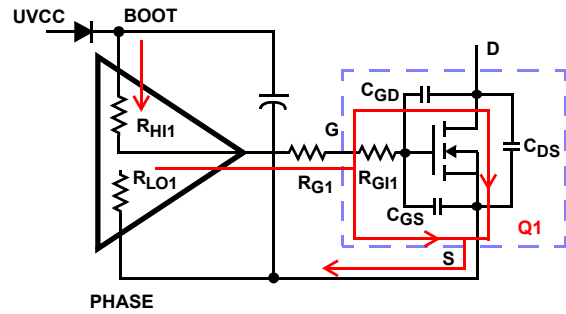 UVCC
BOOT
D
CGD
RHI1
G
CDS
RLO1
RG1
RGI1
CGS
Q1
S
PHASE